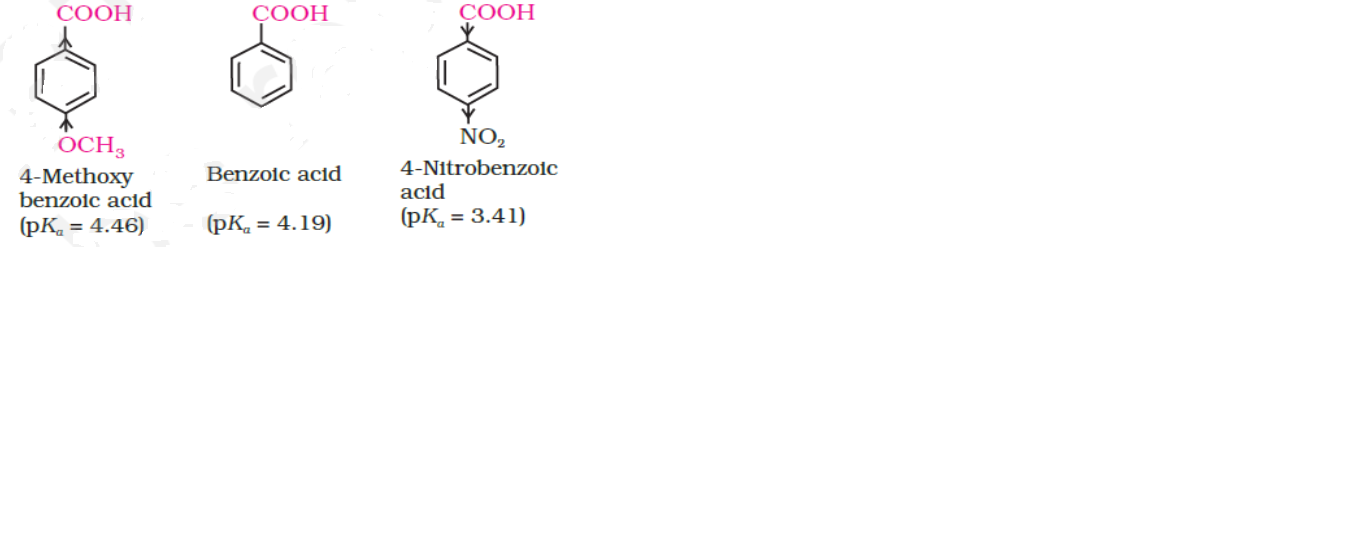 COOH
OCH₃
4-Methoxy
benzoic acid
(pKₐ = 4.46)
COOH
Benzoic acid
(pKₐ = 4.19)
COOH
NO₂
4-Nitrobenzoic
acid
(pKₐ = 3.41)